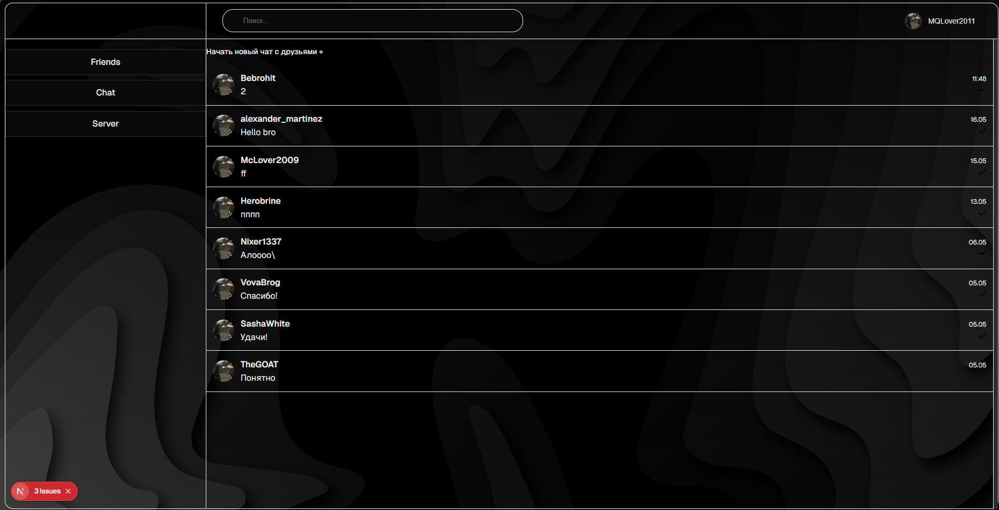 Поиск...
MQLover2011
Friends
Chat
Server
Начать новый чат с друзьями +
Bebrohit
11:48
2
alexander_martinez
16.05
Hello bro
McLover2009
15.05
ff
Herobrine
13.05
пппп
Nixer1337
06.05
Алоооо\
VovaBrog
05.05
Спасибо!
SashaWhite
05.05
Удачи!
TheGOAT
05.05
Понятно
N 3 Issues ×